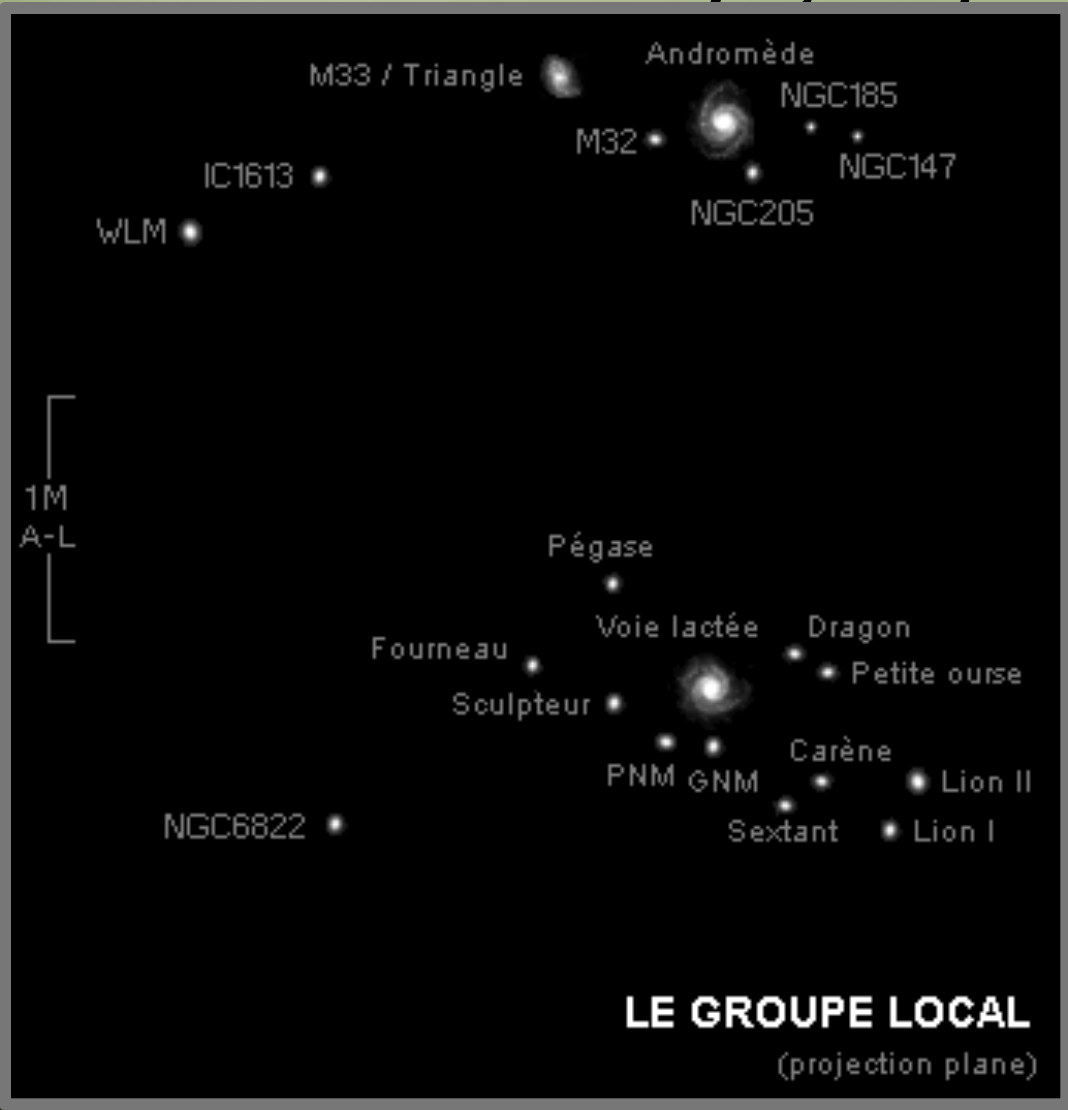 Andromède
M33 / Triangle
NGC185
M32
NGC147
IC1613
NGC205
WLM
1M
A-L
Pégase
Voie lactée
Dragon
Fourneau
Petite ourse
Sculpteur
Carène
PNM
GNM
Lion II
NGC6822
Sextant
Lion I
LE GROUPE LOCAL
(projection plane)